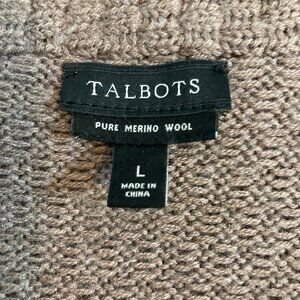 TALBOTS
PURE MERINO WOOL
L
MADE IN
CHINA